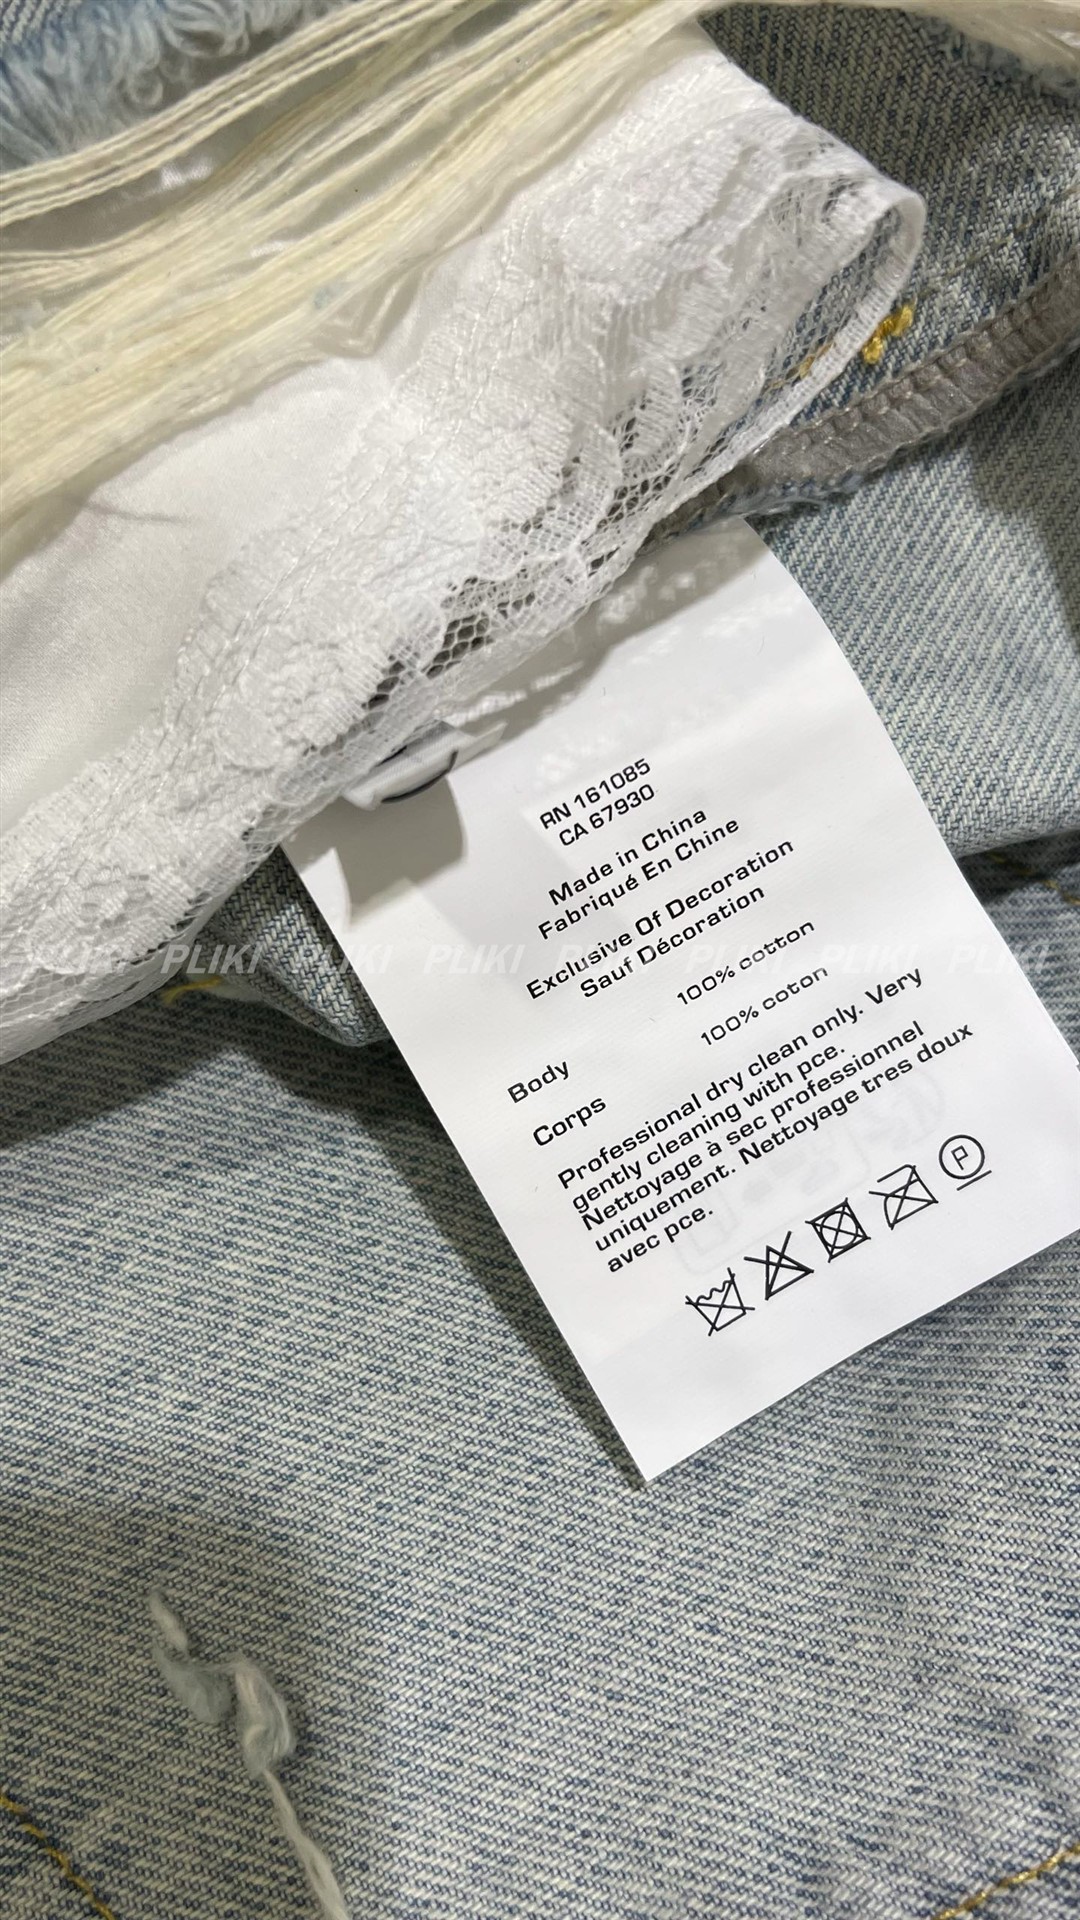 RN 161085
CA 67930
Made in China
Fabriqué En Chine
Exclusive Of Decoration
Sauf Décoration
Body 100% cotton
Corps 100% coton
Professional dry clean only. Very
gently cleaning with pce.
Nettoyage à sec professionnel
uniquement. Nettoyage tres doux
avec pce.
P
PLIKI PLIKI PLIKI PLIKI PLIKI PLIKI PLIKI PLIKI